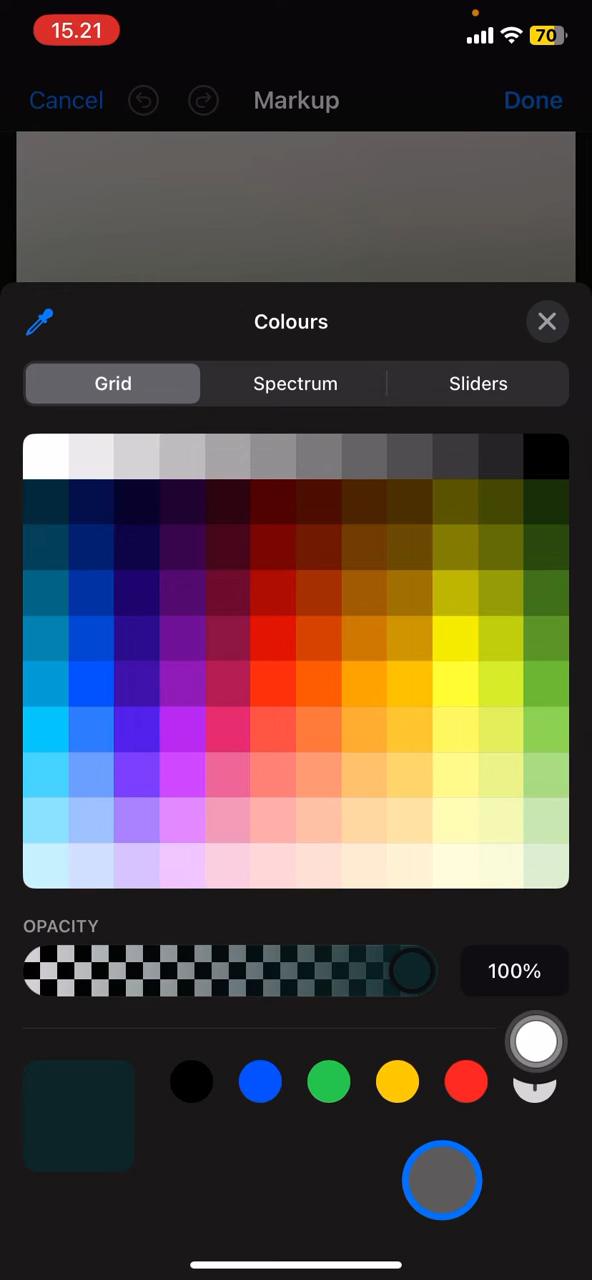 15.21
70
Cancel
Markup
Done
Colours
Grid
Spectrum
Sliders
OPACITY
100%